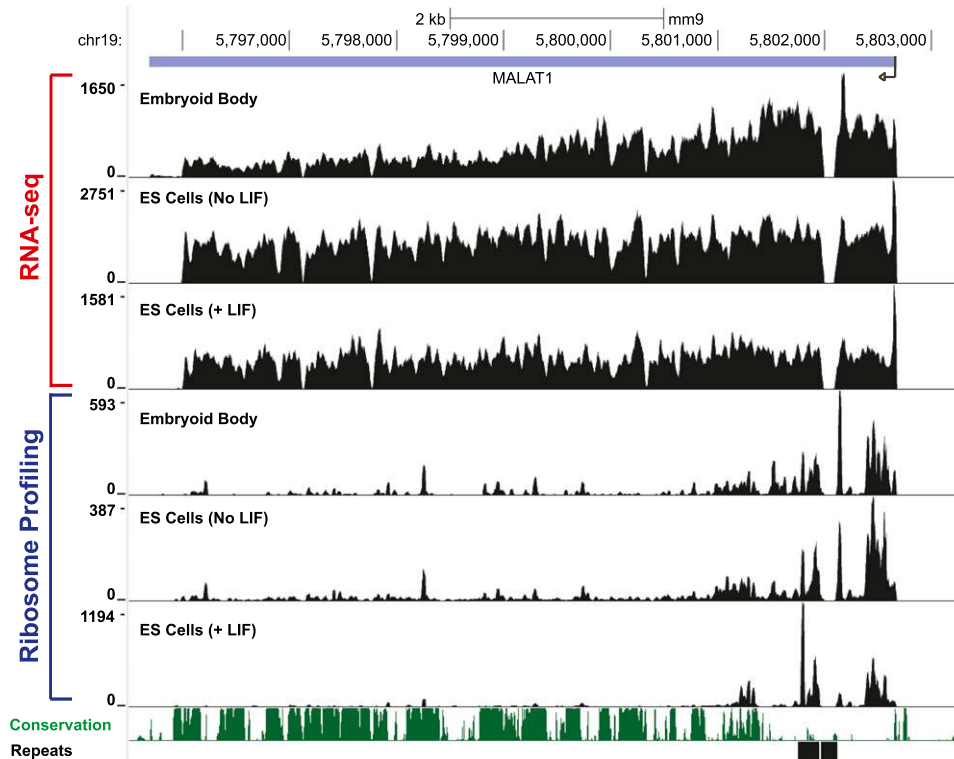 2 kb mm9
chr19: 5,797,000 5,798,000 5,799,000 5,800,000 5,801,000 5,802,000 5,803,000
MALAT1
RNA-seq
1650
Embryoid Body
0
2751
ES Cells (No LIF)
0
1581
ES Cells (+ LIF)
0
Ribosome Profiling
593
Embryoid Body
0
387
ES Cells (No LIF)
0
1194
ES Cells (+ LIF)
0
Conservation
Repeats